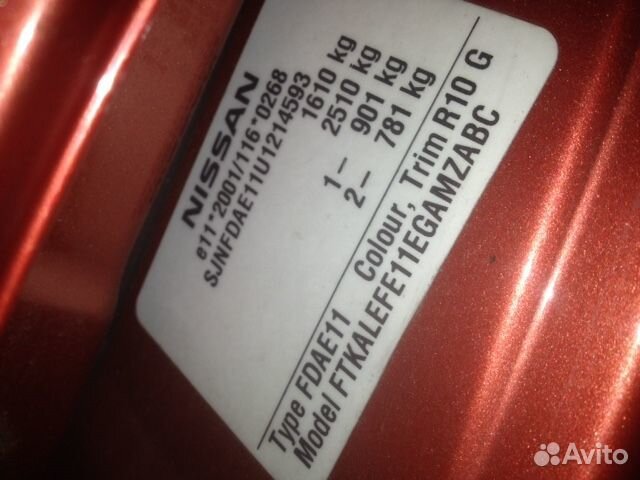 NISSAN
e11*2001/116*0268
SJNFDAE11U1214593
1610 kg
2510 kg
1- 901 kg
2- 781 kg
Type FDAE11 Colour, Trim R10 G
Model FTKALEFE11EGAMZABC
Avito